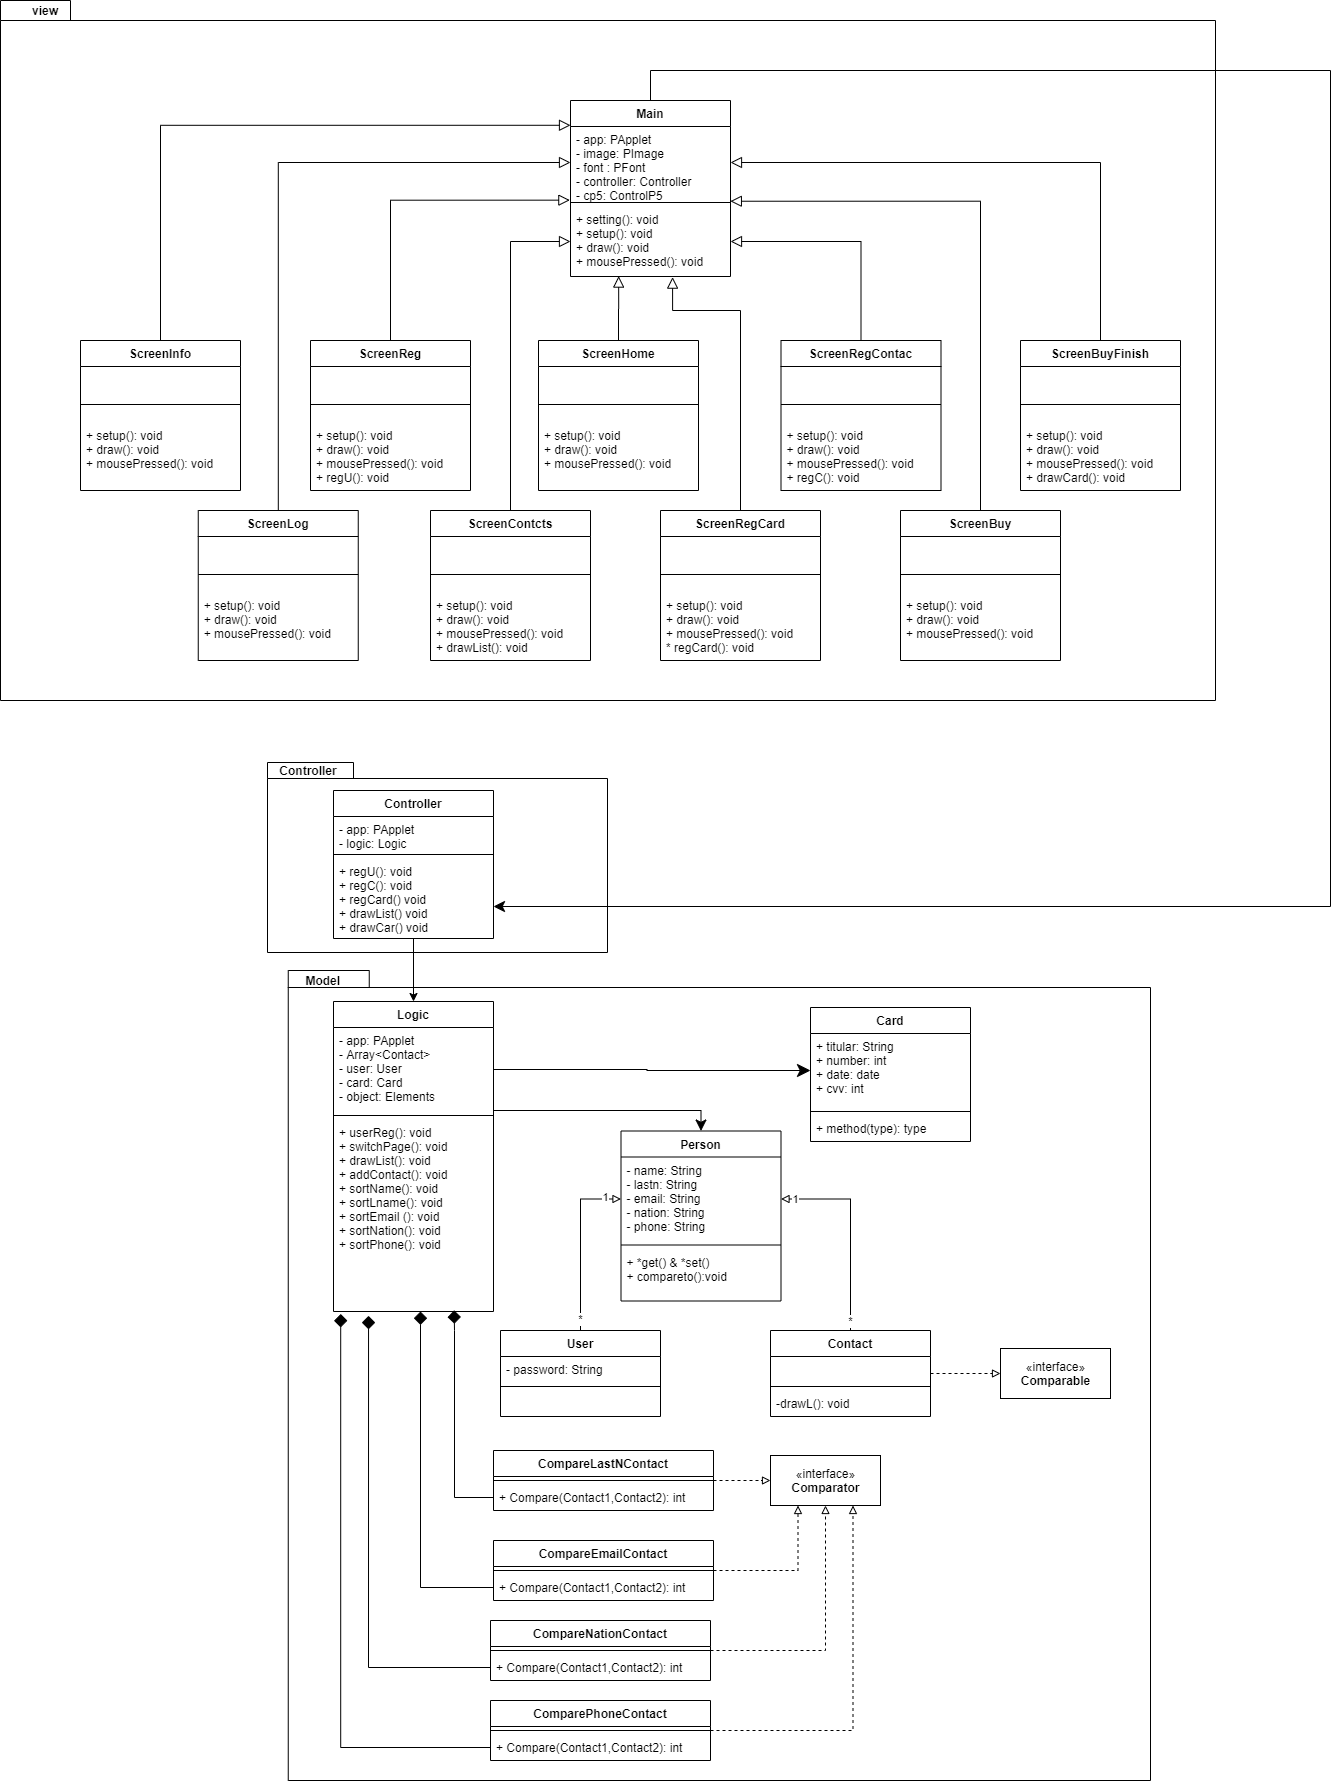 view
Main
- app: PApplet
- image: PImage
- font : PFont
- controller: Controller
- cp5: ControlP5
+ setting(): void
+ setup(): void
+ draw(): void
+ mousePressed(): void
ScreenInfo
+ setup(): void
+ draw(): void
+ mousePressed(): void
ScreenReg
+ setup(): void
+ draw(): void
+ mousePressed(): void
+ regU(): void
ScreenHome
+ setup(): void
+ draw(): void
+ mousePressed(): void
ScreenRegContac
+ setup(): void
+ draw(): void
+ mousePressed(): void
+ regC(): void
ScreenBuyFinish
+ setup(): void
+ draw(): void
+ mousePressed(): void
+ drawCard(): void
ScreenLog
+ setup(): void
+ draw(): void
+ mousePressed(): void
ScreenContcts
+ setup(): void
+ draw(): void
+ mousePressed(): void
+ drawList(): void
ScreenRegCard
+ setup(): void
+ draw(): void
+ mousePressed(): void
* regCard(): void
ScreenBuy
+ setup(): void
+ draw(): void
+ mousePressed(): void
Controller
Controller
- app: PApplet
- logic: Logic
+ regU(): void
+ regC(): void
+ regCard() void
+ drawList() void
+ drawCar() void
Model
Logic
- app: PApplet
- Array<Contact>
- user: User
- card: Card
- object: Elements
+ userReg(): void
+ switchPage(): void
+ drawList(): void
+ addContact(): void
+ sortName(): void
+ sortLname(): void
+ sortEmail (): void
+ sortNation(): void
+ sortPhone(): void
Card
+ titular: String
+ number: int
+ date: date
+ cvv: int
+ method(type): type
Person
- name: String
- lastn: String
- email: String
- nation: String
- phone: String
+ *get() & *set()
+ compareto():void
1
1
*
*
User
- password: String
Contact
-drawL(): void
«interface»
Comparable
CompareLastNContact
+ Compare(Contact1,Contact2): int
«interface»
Comparator
CompareEmailContact
+ Compare(Contact1,Contact2): int
CompareNationContact
+ Compare(Contact1,Contact2): int
ComparePhoneContact
+ Compare(Contact1,Contact2): int